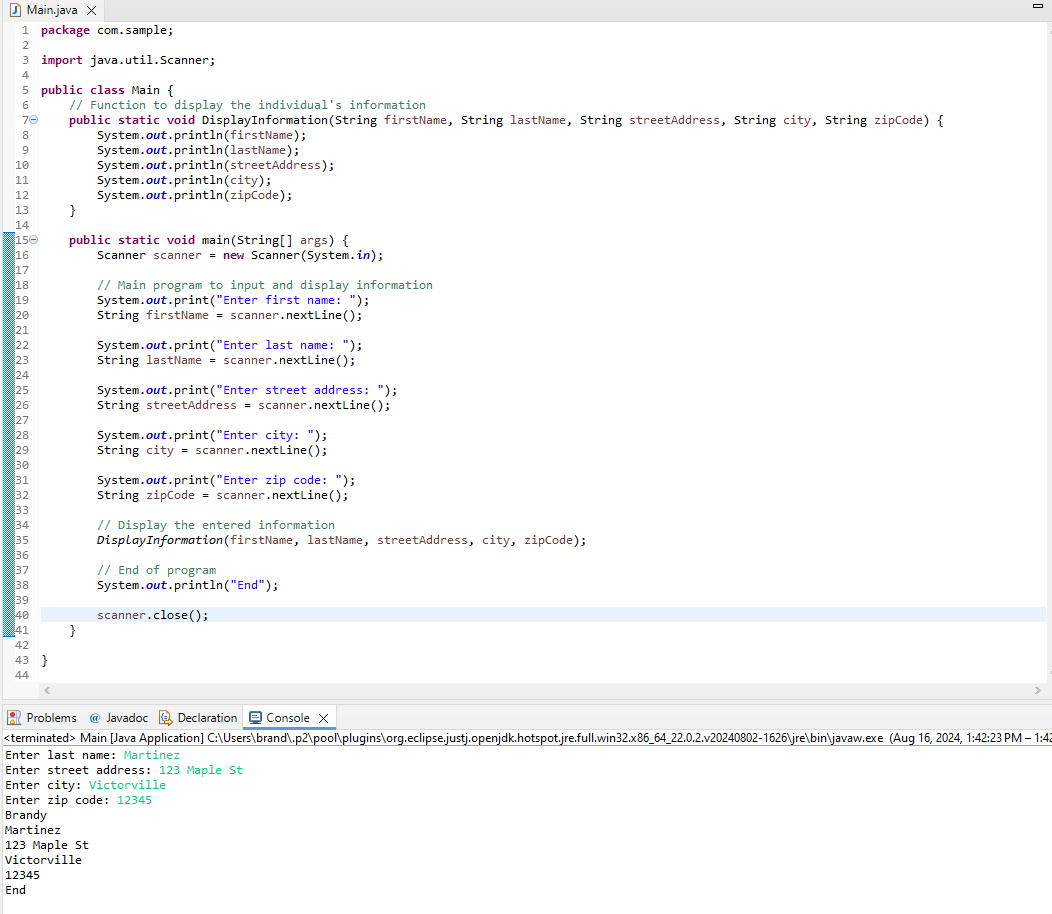 Main.java
1 package com.sample;
2
3 import java.util.Scanner;
4
5 public class Main {
6     // Function to display the individual's information
7     public static void DisplayInformation(String firstName, String lastName, String streetAddress, String city, String zipCode) {
8         System.out.println(firstName);
9         System.out.println(lastName);
10         System.out.println(streetAddress);
11         System.out.println(city);
12         System.out.println(zipCode);
13     }
14
15     public static void main(String[] args) {
16         Scanner scanner = new Scanner(System.in);
17
18         // Main program to input and display information
19         System.out.print("Enter first name: ");
20         String firstName = scanner.nextLine();
21
22         System.out.print("Enter last name: ");
23         String lastName = scanner.nextLine();
24
25         System.out.print("Enter street address: ");
26         String streetAddress = scanner.nextLine();
27
28         System.out.print("Enter city: ");
29         String city = scanner.nextLine();
30
31         System.out.print("Enter zip code: ");
32         String zipCode = scanner.nextLine();
33
34         // Display the entered information
35         DisplayInformation(firstName, lastName, streetAddress, city, zipCode);
36
37         // End of program
38         System.out.println("End");
39
40         scanner.close();
41     }
42
43 }
44
Problems @ Javadoc Declaration Console
<terminated> Main [Java Application] C:\Users\brand\.p2\pool\plugins\org.eclipse.justj.openjdk.hotspot.jre.full.win32.x86_64_22.0.2.v20240802-1626\jre\bin\javaw.exe (Aug 16, 2024, 1:42:23 PM – 1:42
Enter last name: Martinez
Enter street address: 123 Maple St
Enter city: Victorville
Enter zip code: 12345
Brandy
Martinez
123 Maple St
Victorville
12345
End